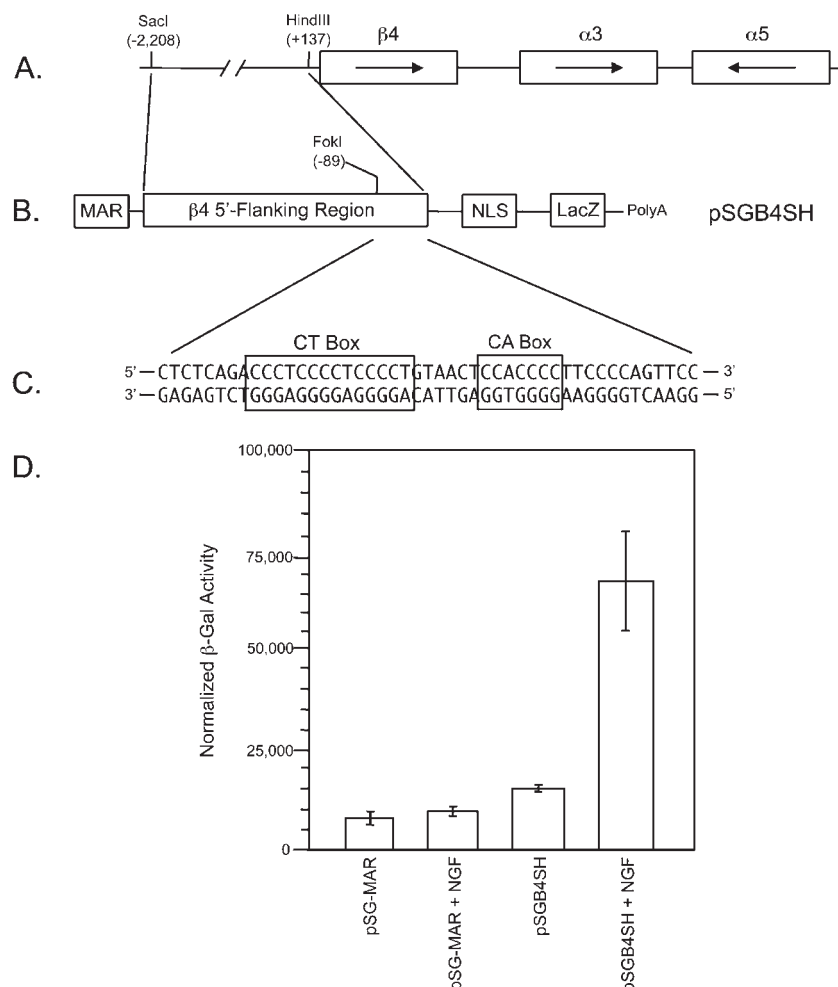 A.
SacI
(-2,208)
HindIII
(+137)
β4
α3
α5
B.
FokI
(-89)
MAR
β4 5'-Flanking Region
NLS
LacZ
PolyA
pSGB4SH
C.
CT Box
CA Box
5' CTCTCAGACCCTCCCCTCCCCTGTAACTCCACCCCTTCCCCAGTTCC 3'
3' GAGAGTCTGGGAGGGGAGGGGACATTGAGGTGGGGAAGGGGTCAAGG 5'
D.
Normalized β-Gal Activity
100,000
75,000
50,000
25,000
0
pSG-MAR
pSG-MAR + NGF
pSGB4SH
pSGB4SH + NGF